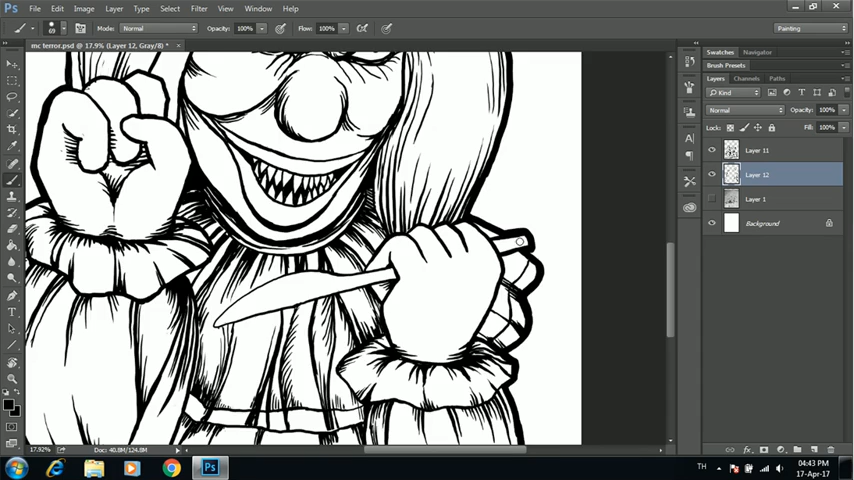 Ps File Edit Image Layer Type Select Filter View Window Help
69 Mode: Normal Opacity: 100% Flow: 100% Painting
mc terror.psd @ 17.9% (Layer 12, Gray/8) * ×
Swatches Navigator
Brush Presets
Layers Channels Paths
Kind
Normal Opacity: 100%
Lock: Fill: 100%
Layer 11
Layer 12
Layer 1
Background
17.92% Doc: 40.8M/124.8M
Ps TH 04:43 PM
17-Apr-17